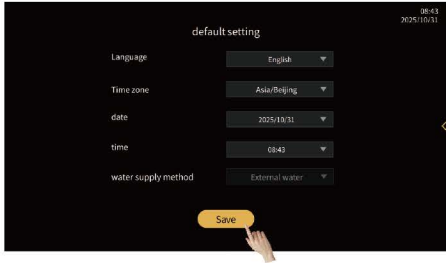 08:43
2025/10/31
default setting
Language English
Time zone Asia/Beijing
date 2025/10/31
time 08:43
water supply method External water
Save